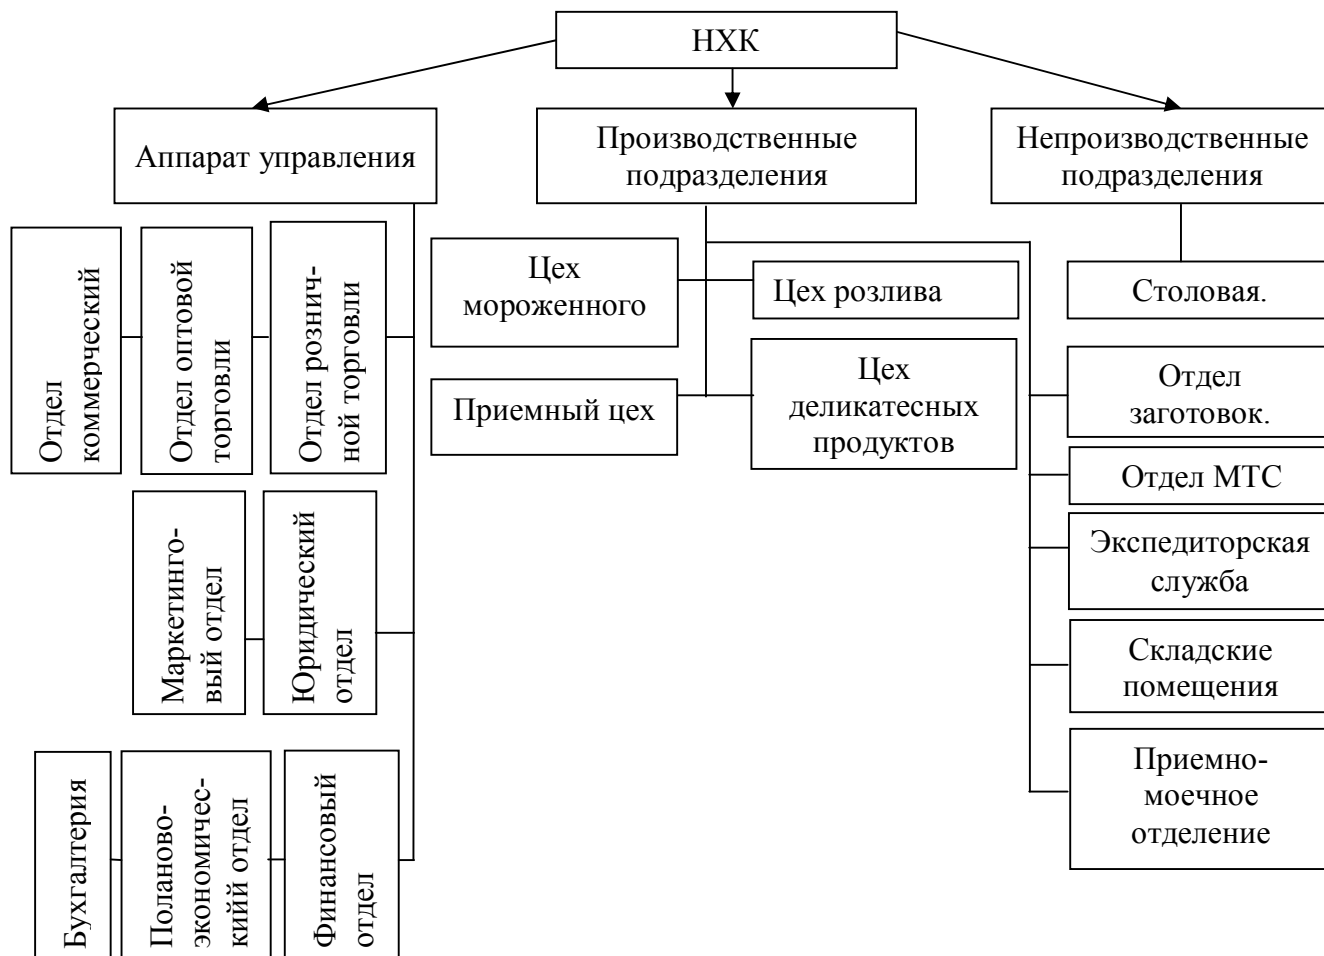 НХК
Аппарат управления
Производственные
подразделения
Непроизводственные
подразделения
Отдел
коммерческий
Отдел оптовой
торговли
Отдел рознич-
ной торговли
Цех
мороженного
Цех розлива
Столовая.
Приемный цех
Цех
деликатесных
продуктов
Отдел
заготовок.
Отдел МТС
Экспедиторская
служба
Складские
помещения
Приемно-
моечное
отделение
Маркетинго-
вый отдел
Юридический
отдел
Бухгалтерия
Поланово-
экономичес-
кийй отдел
Финансовый
отдел